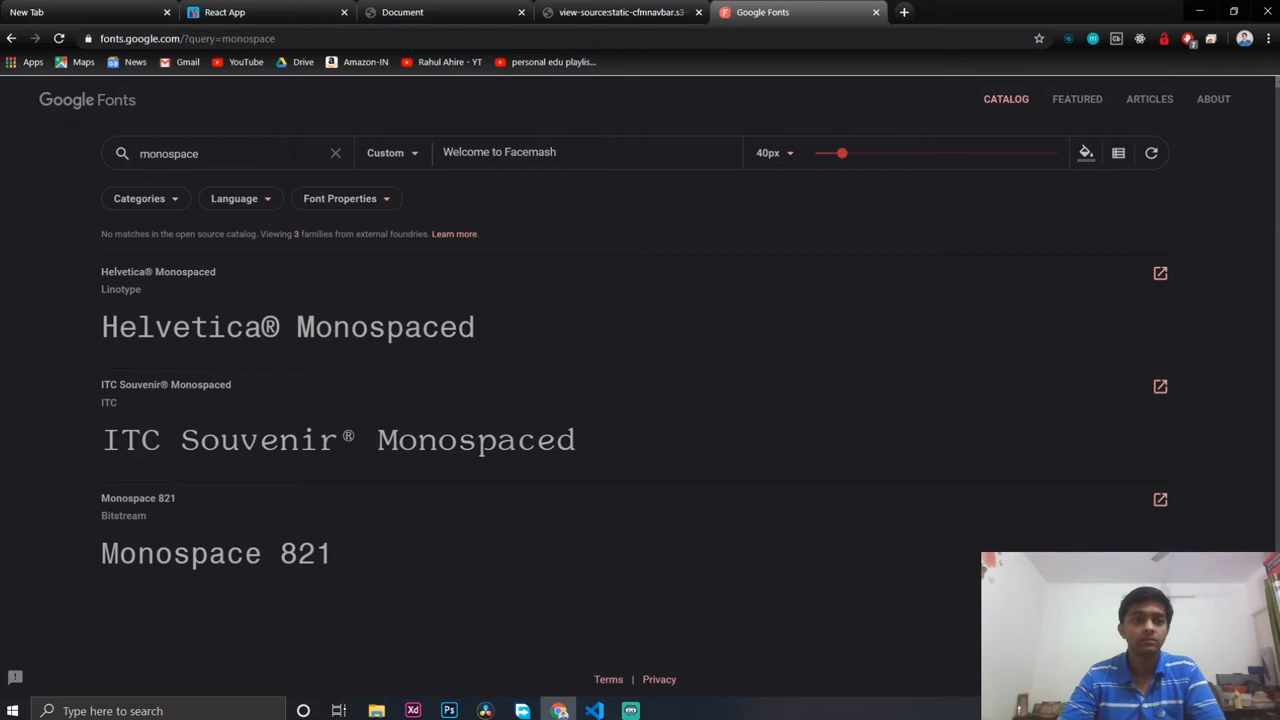 New Tab
React App
Document
view-source:static-cfmnavbar.s3-
Google Fonts
fonts.google.com/?query=monospace
Apps
Maps
News
Gmail
YouTube
Drive
Amazon-IN
Rahul Ahire - YT
personal edu playlis...
Google Fonts
CATALOG
FEATURED
ARTICLES
ABOUT
monospace
Custom
Welcome to Facemash
40px
Categories
Language
Font Properties
No matches in the open source catalog. Viewing 3 families from external foundries. Learn more.
Helvetica® Monospaced
Linotype
Helvetica® Monospaced
ITC Souvenir® Monospaced
ITC
ITC Souvenir® Monospaced
Monospace 821
Bitstream
Monospace 821
Terms | Privacy
Type here to search
Xd
Ps